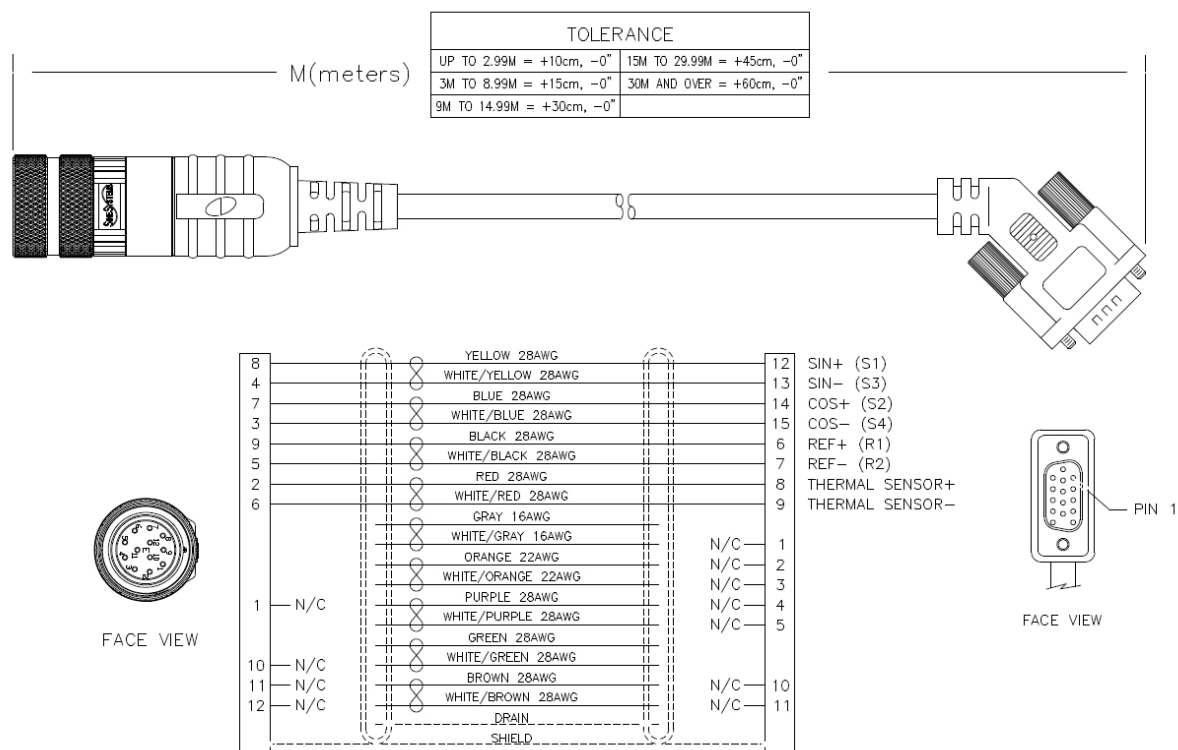 TOLERANCE
UP TO 2.99M = +10cm, -0" 15M TO 29.99M = +45cm, -0"
3M TO 8.99M = +15cm, -0" 30M AND OVER = +60cm, -0"
9M TO 14.99M = +30cm, -0"
M(meters)
YELLOW 28AWG
8 12 SIN+ (S1)
WHITE/YELLOW 28AWG
4 13 SIN- (S3)
BLUE 28AWG
7 14 COS+ (S2)
WHITE/BLUE 28AWG
3 15 COS- (S4)
BLACK 28AWG
9 6 REF+ (R1)
WHITE/BLACK 28AWG
5 7 REF- (R2)
RED 28AWG
2 8 THERMAL SENSOR+
WHITE/RED 28AWG
6 9 THERMAL SENSOR-
GRAY 16AWG
WHITE/GRAY 16AWG
N/C 1
ORANGE 22AWG
N/C 2
WHITE/ORANGE 22AWG
N/C 3
PURPLE 28AWG
1 N/C N/C 4
WHITE/PURPLE 28AWG
N/C 5
GREEN 28AWG
WHITE/GREEN 28AWG
10 N/C
BROWN 28AWG
11 N/C N/C 10
WHITE/BROWN 28AWG
12 N/C N/C 11
DRAIN
SHIELD
FACE VIEW
PIN 1
FACE VIEW